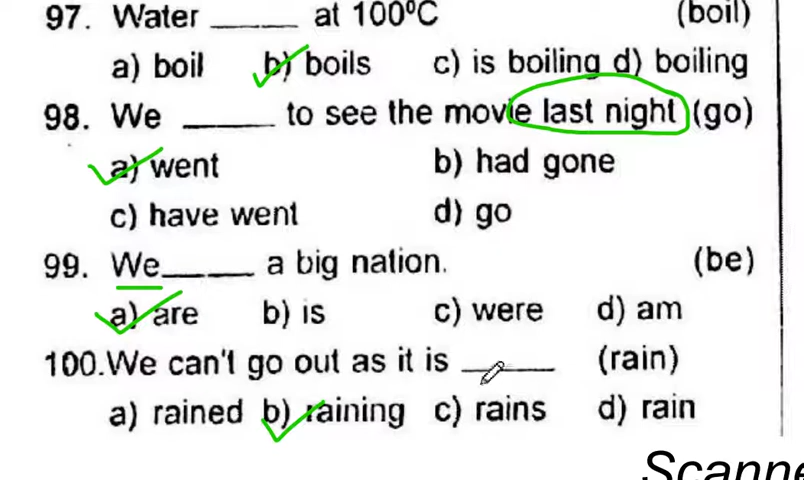 97. Water _____ at 100⁰C (boil)
a) boil b) boils c) is boiling d) boiling
98. We _____ to see the movie last night (go)
a) went b) had gone
c) have went d) go
99. We_____ a big nation. (be)
a) are b) is c) were d) am
100.We can't go out as it is _____ (rain)
a) rained b) raining c) rains d) rain